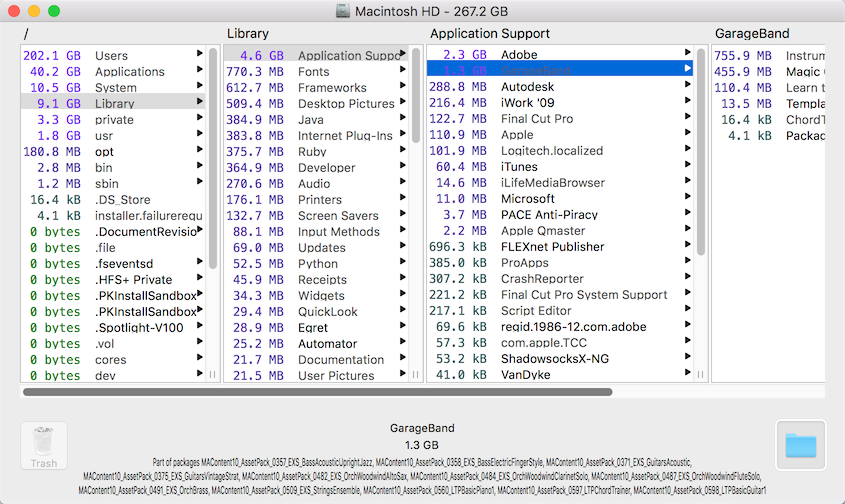 Macintosh HD - 267.2 GB
/
202.1 GB Users
40.2 GB Applications
10.5 GB System
9.1 GB Library
3.3 GB private
1.8 GB usr
180.8 MB opt
2.8 MB bin
1.2 MB sbin
16.4 kB .DS_Store
4.1 kB installer.failurerequ
0 bytes .DocumentRevisio
0 bytes .file
0 bytes .fseventsd
0 bytes .HFS+ Private
0 bytes .PKInstallSandbox
0 bytes .PKInstallSandbox
0 bytes .Spotlight-V100
0 bytes .vol
0 bytes cores
0 bytes dev
Library
4.6 GB Application Suppo
770.3 MB Fonts
612.7 MB Frameworks
509.4 MB Desktop Pictures
384.9 MB Java
383.8 MB Internet Plug-Ins
375.7 MB Ruby
364.9 MB Developer
270.6 MB Audio
176.1 MB Printers
132.7 MB Screen Savers
88.1 MB Input Methods
69.0 MB Updates
52.5 MB Python
45.9 MB Receipts
34.3 MB Widgets
29.4 MB QuickLook
28.9 MB Egret
25.2 MB Automator
21.7 MB Documentation
21.5 MB User Pictures
Application Support
2.3 GB Adobe
1.3 GB GarageBand
288.8 MB Autodesk
216.4 MB iWork '09
122.7 MB Final Cut Pro
110.9 MB Apple
101.9 MB Logitech.localized
60.4 MB iTunes
14.6 MB iLifeMediaBrowser
11.0 MB Microsoft
3.7 MB PACE Anti-Piracy
2.2 MB Apple Qmaster
696.3 kB FLEXnet Publisher
385.0 kB ProApps
307.2 kB CrashReporter
221.2 kB Final Cut Pro System Support
217.1 kB Script Editor
69.6 kB regid.1986-12.com.adobe
57.3 kB com.apple.TCC
53.2 kB ShadowsocksX-NG
41.0 kB VanDyke
GarageBand
755.9 MB Instrum
455.9 MB Magic
110.4 MB Learn t
13.5 MB Templa
16.4 kB ChordT
4.1 kB Packag
Trash
GarageBand
1.3 GB
Part of packages MAContent10_AssetPack_0357_EXS_BassAcousticUprightJazz, MAContent10_AssetPack_0358_EXS_BassElectricFingerStyle, MAContent10_AssetPack_0371_EXS_GuitarsAcoustic,
MAContent10_AssetPack_0375_EXS_GuitarsVintageStrat, MAContent10_AssetPack_0482_EXS_OrchWoodwindAltoSax, MAContent10_AssetPack_0484_EXS_OrchWoodwindClarinetSolo, MAContent10_AssetPack_0487_EXS_OrchWoodwindFluteSolo,
MAContent10_AssetPack_0491_EXS_OrchBrass, MAContent10_AssetPack_0509_EXS_StringsEnsemble, MAContent10_AssetPack_0560_LTPBasicPiano1, MAContent10_AssetPack_0597_LTPChordTrainer, MAContent10_AssetPack_0598_LTPBasicGuitar1